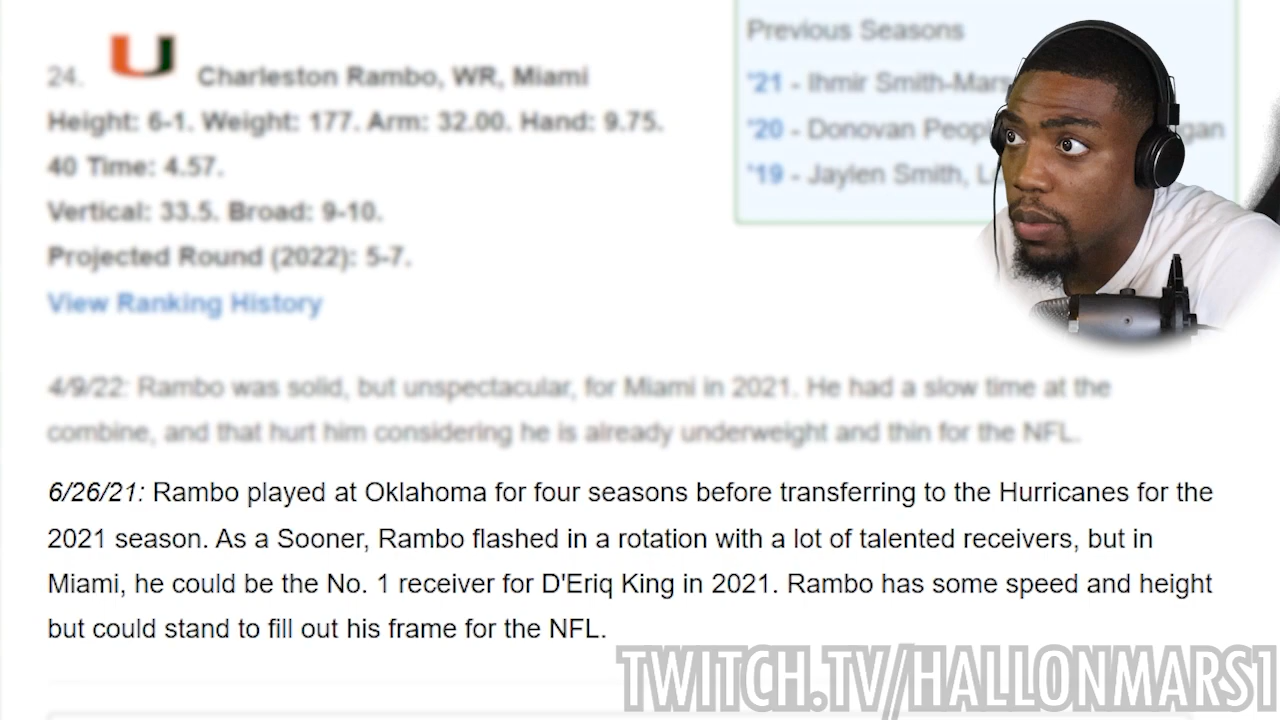 24. Charleston Rambo, WR, Miami
Height: 6-1. Weight: 177. Arm: 32.00. Hand: 9.75.
40 Time: 4.57.
Vertical: 33.5. Broad: 9-10.
Projected Round (2022): 5-7.
View Ranking History
Previous Seasons
'21 - Ihmir Smith-Mars
'20 - Donovan Peop gan
'19 - Jaylen Smith, L
4/9/22: Rambo was solid, but unspectacular, for Miami in 2021. He had a slow time at the
combine, and that hurt him considering he is already underweight and thin for the NFL.
6/26/21: Rambo played at Oklahoma for four seasons before transferring to the Hurricanes for the
2021 season. As a Sooner, Rambo flashed in a rotation with a lot of talented receivers, but in
Miami, he could be the No. 1 receiver for D'Eriq King in 2021. Rambo has some speed and height
but could stand to fill out his frame for the NFL.
TWITCH.TV/HALLONMARS1